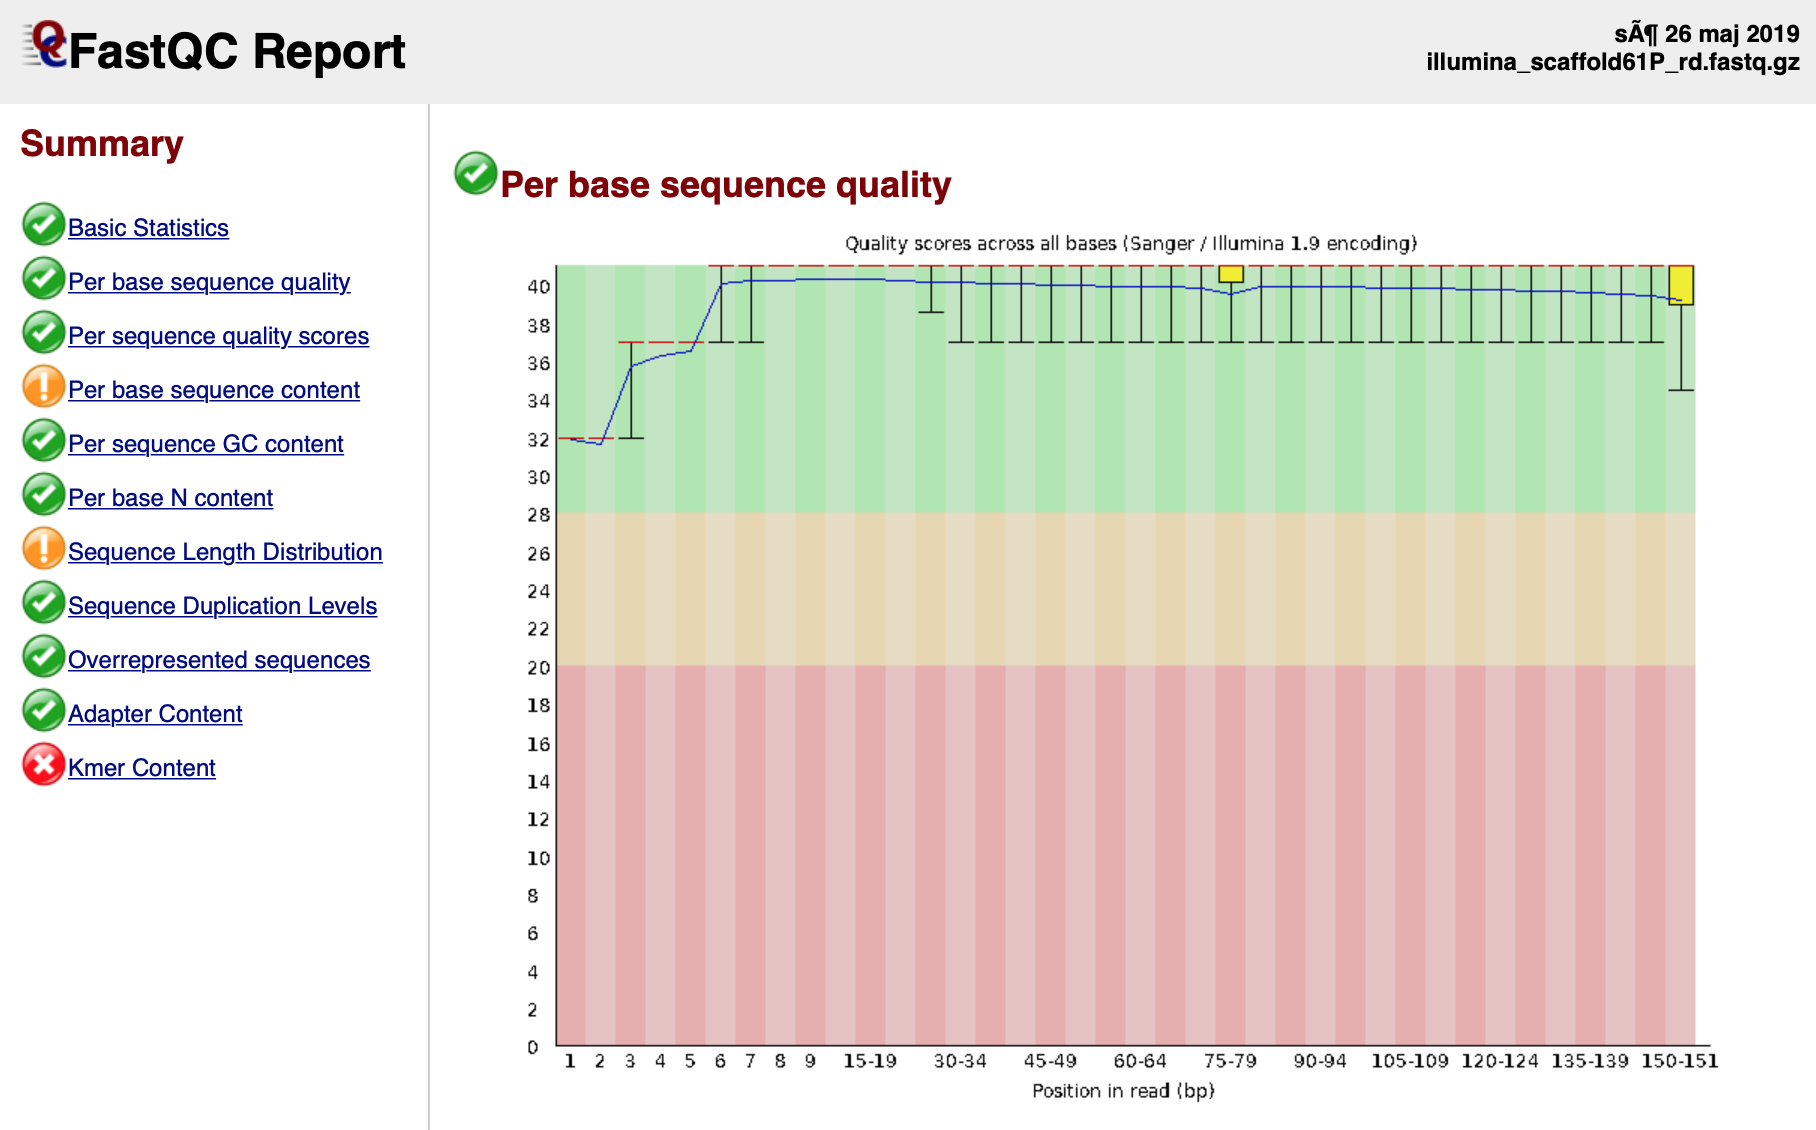 FastQC Report
sÃ¶ 26 maj 2019
illumina_scaffold61P_rd.fastq.gz
Summary
Basic Statistics
Per base sequence quality
Per sequence quality scores
Per base sequence content
Per sequence GC content
Per base N content
Sequence Length Distribution
Sequence Duplication Levels
Overrepresented sequences
Adapter Content
Kmer Content
Per base sequence quality
Quality scores across all bases (Sanger / Illumina 1.9 encoding)
40
38
36
34
32
30
28
26
24
22
20
18
16
14
12
10
8
6
4
2
0
1 2 3 4 5 6 7 8 9 15-19 30-34 45-49 60-64 75-79 90-94 105-109 120-124 135-139 150-151
Position in read (bp)